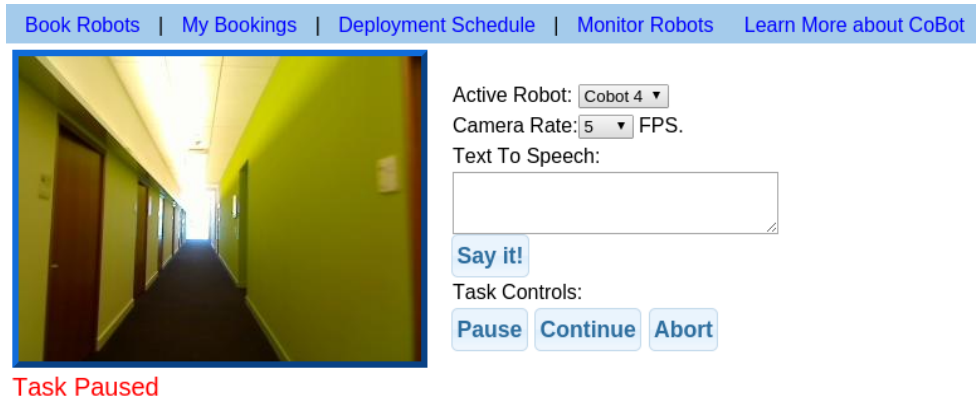 Book Robots | My Bookings | Deployment Schedule | Monitor Robots Learn More about CoBot
Active Robot: Cobot 4
Camera Rate: 5 FPS.
Text To Speech:
Say it!
Task Controls:
Pause Continue Abort
Task Paused